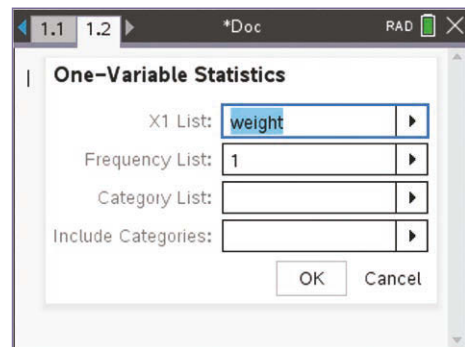 1.1 1.2 *Doc RAD
One-Variable Statistics
X1 List: weight
Frequency List: 1
Category List:
Include Categories:
OK Cancel